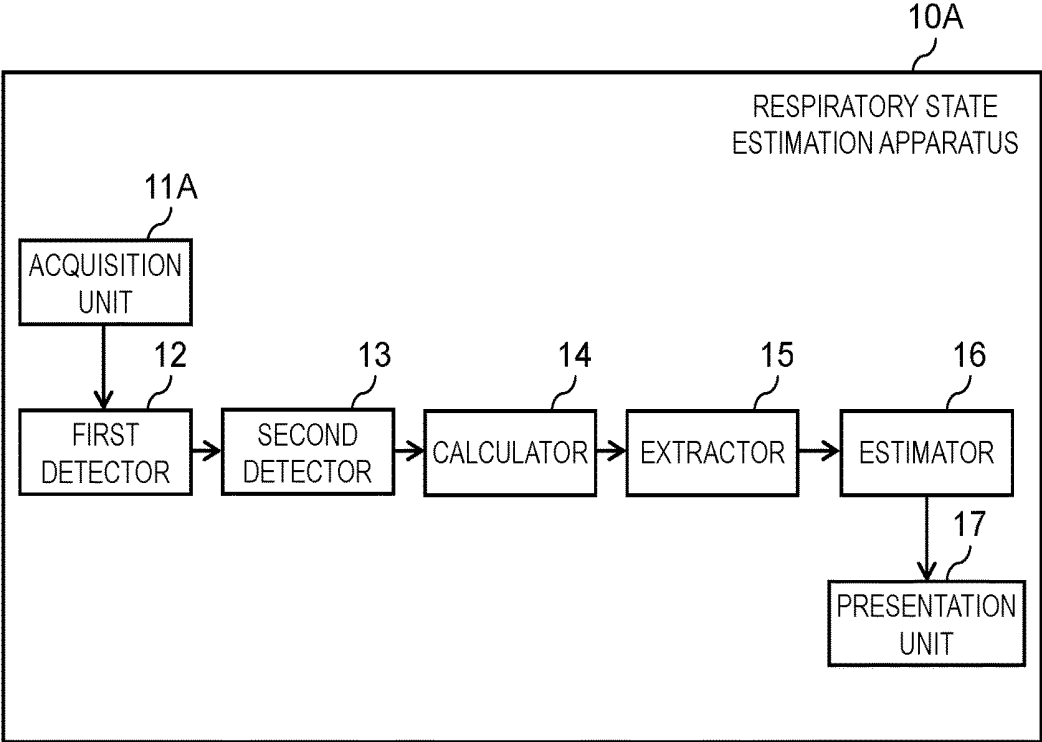 10A
RESPIRATORY STATE
ESTIMATION APPARATUS
11A
ACQUISITION
UNIT
12
FIRST
DETECTOR
13
SECOND
DETECTOR
14
CALCULATOR
15
EXTRACTOR
16
ESTIMATOR
17
PRESENTATION
UNIT